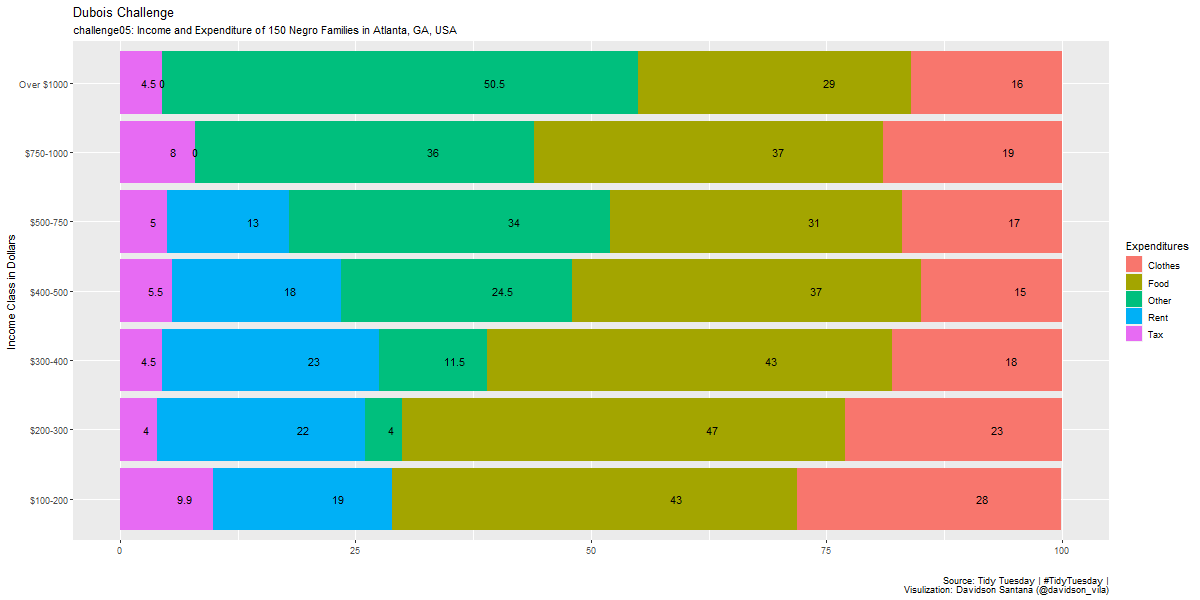 Dubois Challenge
challenge05: Income and Expenditure of 150 Negro Families in Atlanta, GA, USA
Income Class in Dollars
Over $1000 4.5 0 50.5 29 16
$750-1000 8 0 36 37 19
$500-750 5 13 34 31 17
$400-500 5.5 18 24.5 37 15
$300-400 4.5 23 11.5 43 18
$200-300 4 22 4 47 23
$100-200 9.9 19 43 28
0 25 50 75 100
Expenditures
Clothes
Food
Other
Rent
Tax
Source: Tidy Tuesday | #TidyTuesday |
Visulization: Davidson Santana (@davidson_vila)